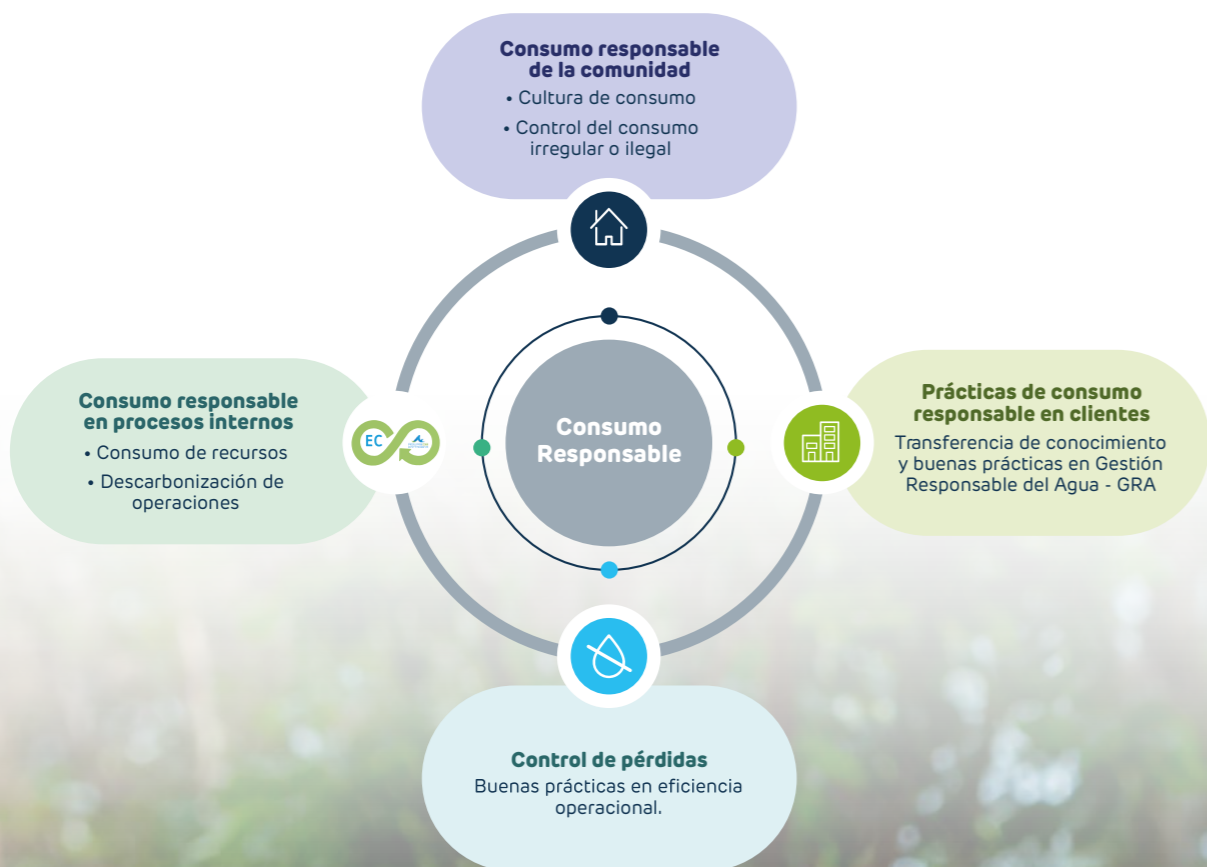 Consumo responsable
de la comunidad
• Cultura de consumo
• Control del consumo
irregular o ilegal
Consumo responsable
en procesos internos
• Consumo de recursos
• Descarbonización de
operaciones
EC
Consumo
Responsable
Prácticas de consumo
responsable en clientes
Transferencia de conocimiento
y buenas prácticas en Gestión
Responsable del Agua - GRA
Control de pérdidas
Buenas prácticas en eficiencia
operacional.